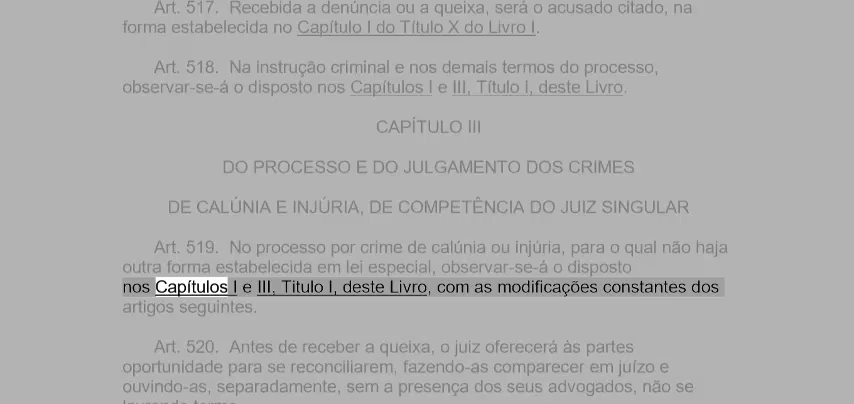 Art. 517. Recebida a denúncia ou a queixa, será o acusado citado, na
forma estabelecida no Capítulo I do Título X do Livro I.
Art. 518. Na instrução criminal e nos demais termos do processo,
observar-se-á o disposto nos Capítulos I e III, Título I, deste Livro.
CAPÍTULO III
DO PROCESSO E DO JULGAMENTO DOS CRIMES
DE CALÚNIA E INJÚRIA, DE COMPETÊNCIA DO JUIZ SINGULAR
Art. 519. No processo por crime de calúnia ou injúria, para o qual não haja
outra forma estabelecida em lei especial, observar-se-á o disposto
nos Capítulos I e III, Titulo I, deste Livro, com as modificações constantes dos
artigos seguintes.
Art. 520. Antes de receber a queixa, o juiz oferecerá às partes
oportunidade para se reconciliarem, fazendo-as comparecer em juízo e
ouvindo-as, separadamente, sem a presença dos seus advogados, não se